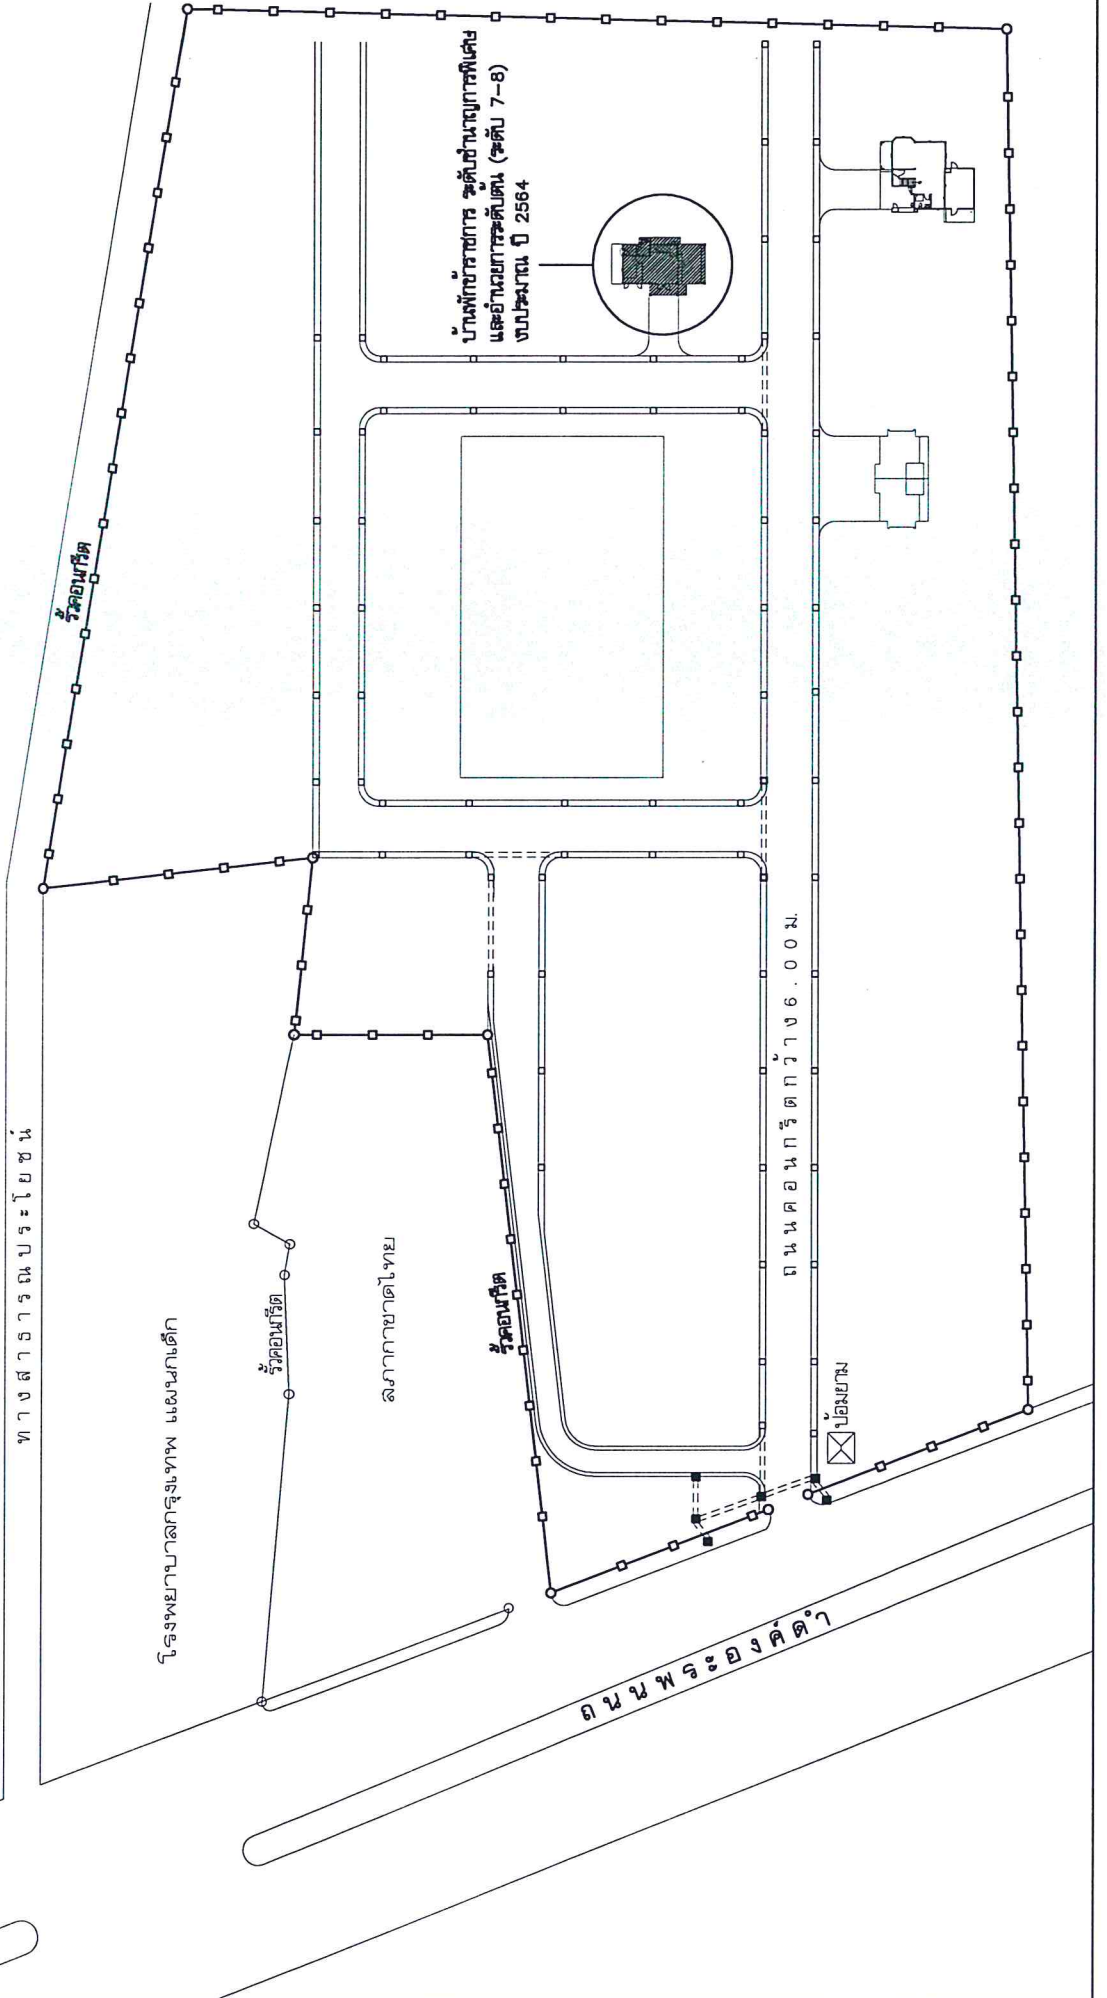 ทางสาธารณประโยชน์
รั้วคอนกรีต
บ้านพักข้าราชการ ระดับชำนาญการพิเศษ
และอำนวยการระดับต้น (ระดับ 7-8)
งบประมาณ ปี 2564
โรงพยาบาลกรุงเทพ แผนกเด็ก
รั้วคอนกรีต
สภากาชาดไทย
รั้วคอนกรีต
ถนนคอนกรีตกว้าง6.00ม.
ป้อมยาม
ถนนพระองค์ดำ